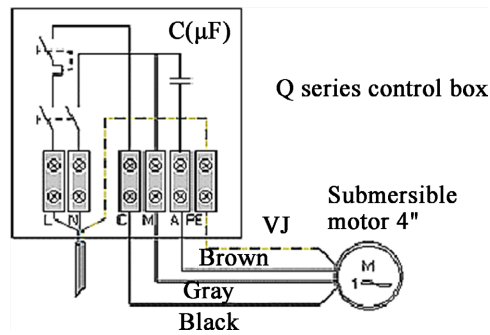 C(μF)
Q series control box
L N C M A PE
Submersible
motor 4"
VJ
Brown
M
1~
Gray
Black